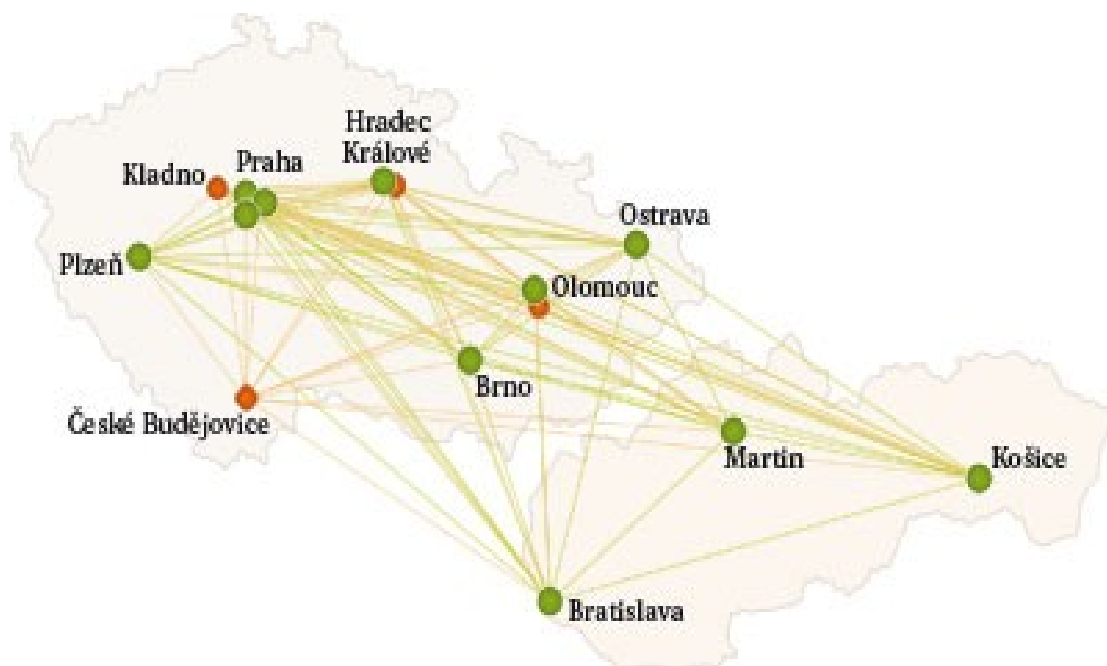 Hradec
Králové
Praha
Kladno
Ostrava
Plzeň
Olomouc
Brno
České Budějovice
Martin
Košice
Bratislava